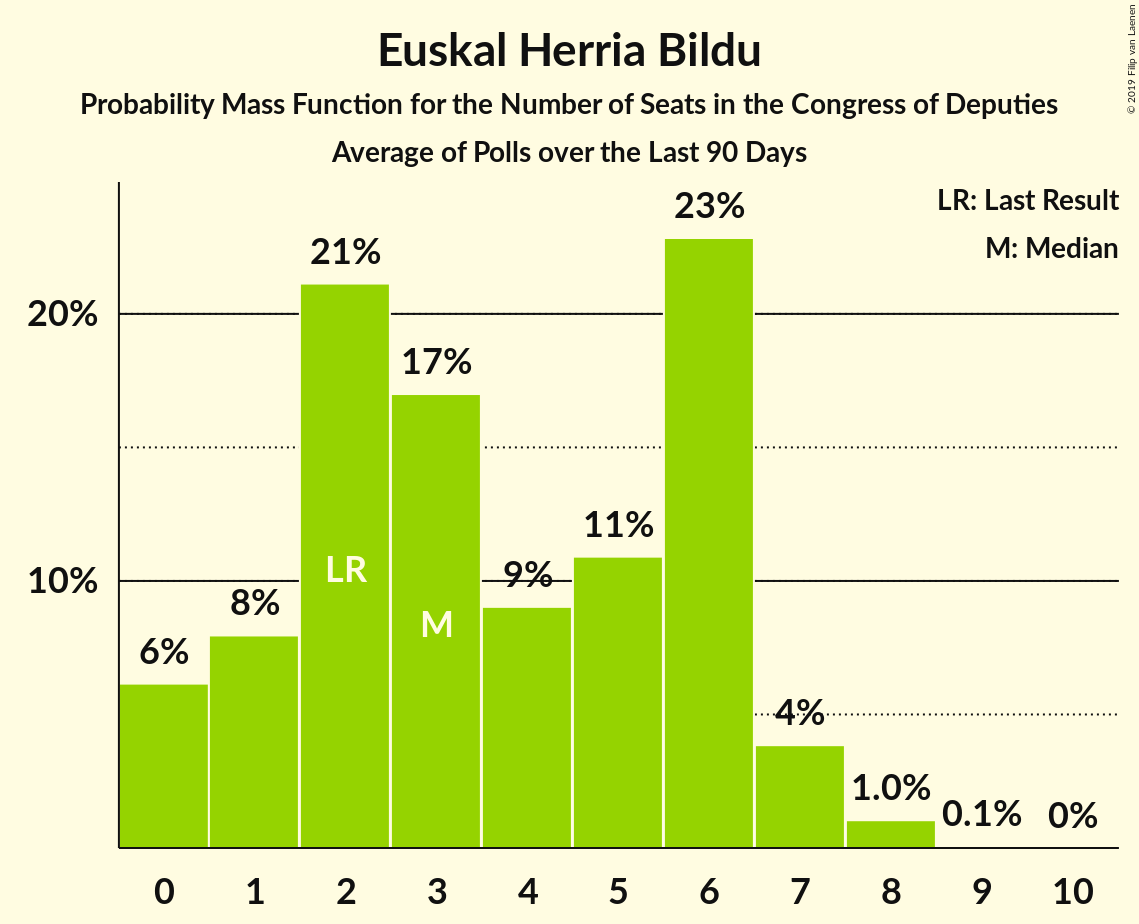 Euskal Herria Bildu
Probability Mass Function for the Number of Seats in the Congress of Deputies
Average of Polls over the Last 90 Days
© 2019 Filip van Laenen
LR: Last Result
M: Median
20%
10%
6%
8%
21%
17%
9%
11%
23%
4%
1.0%
0.1%
0%
LR
M
0 1 2 3 4 5 6 7 8 9 10